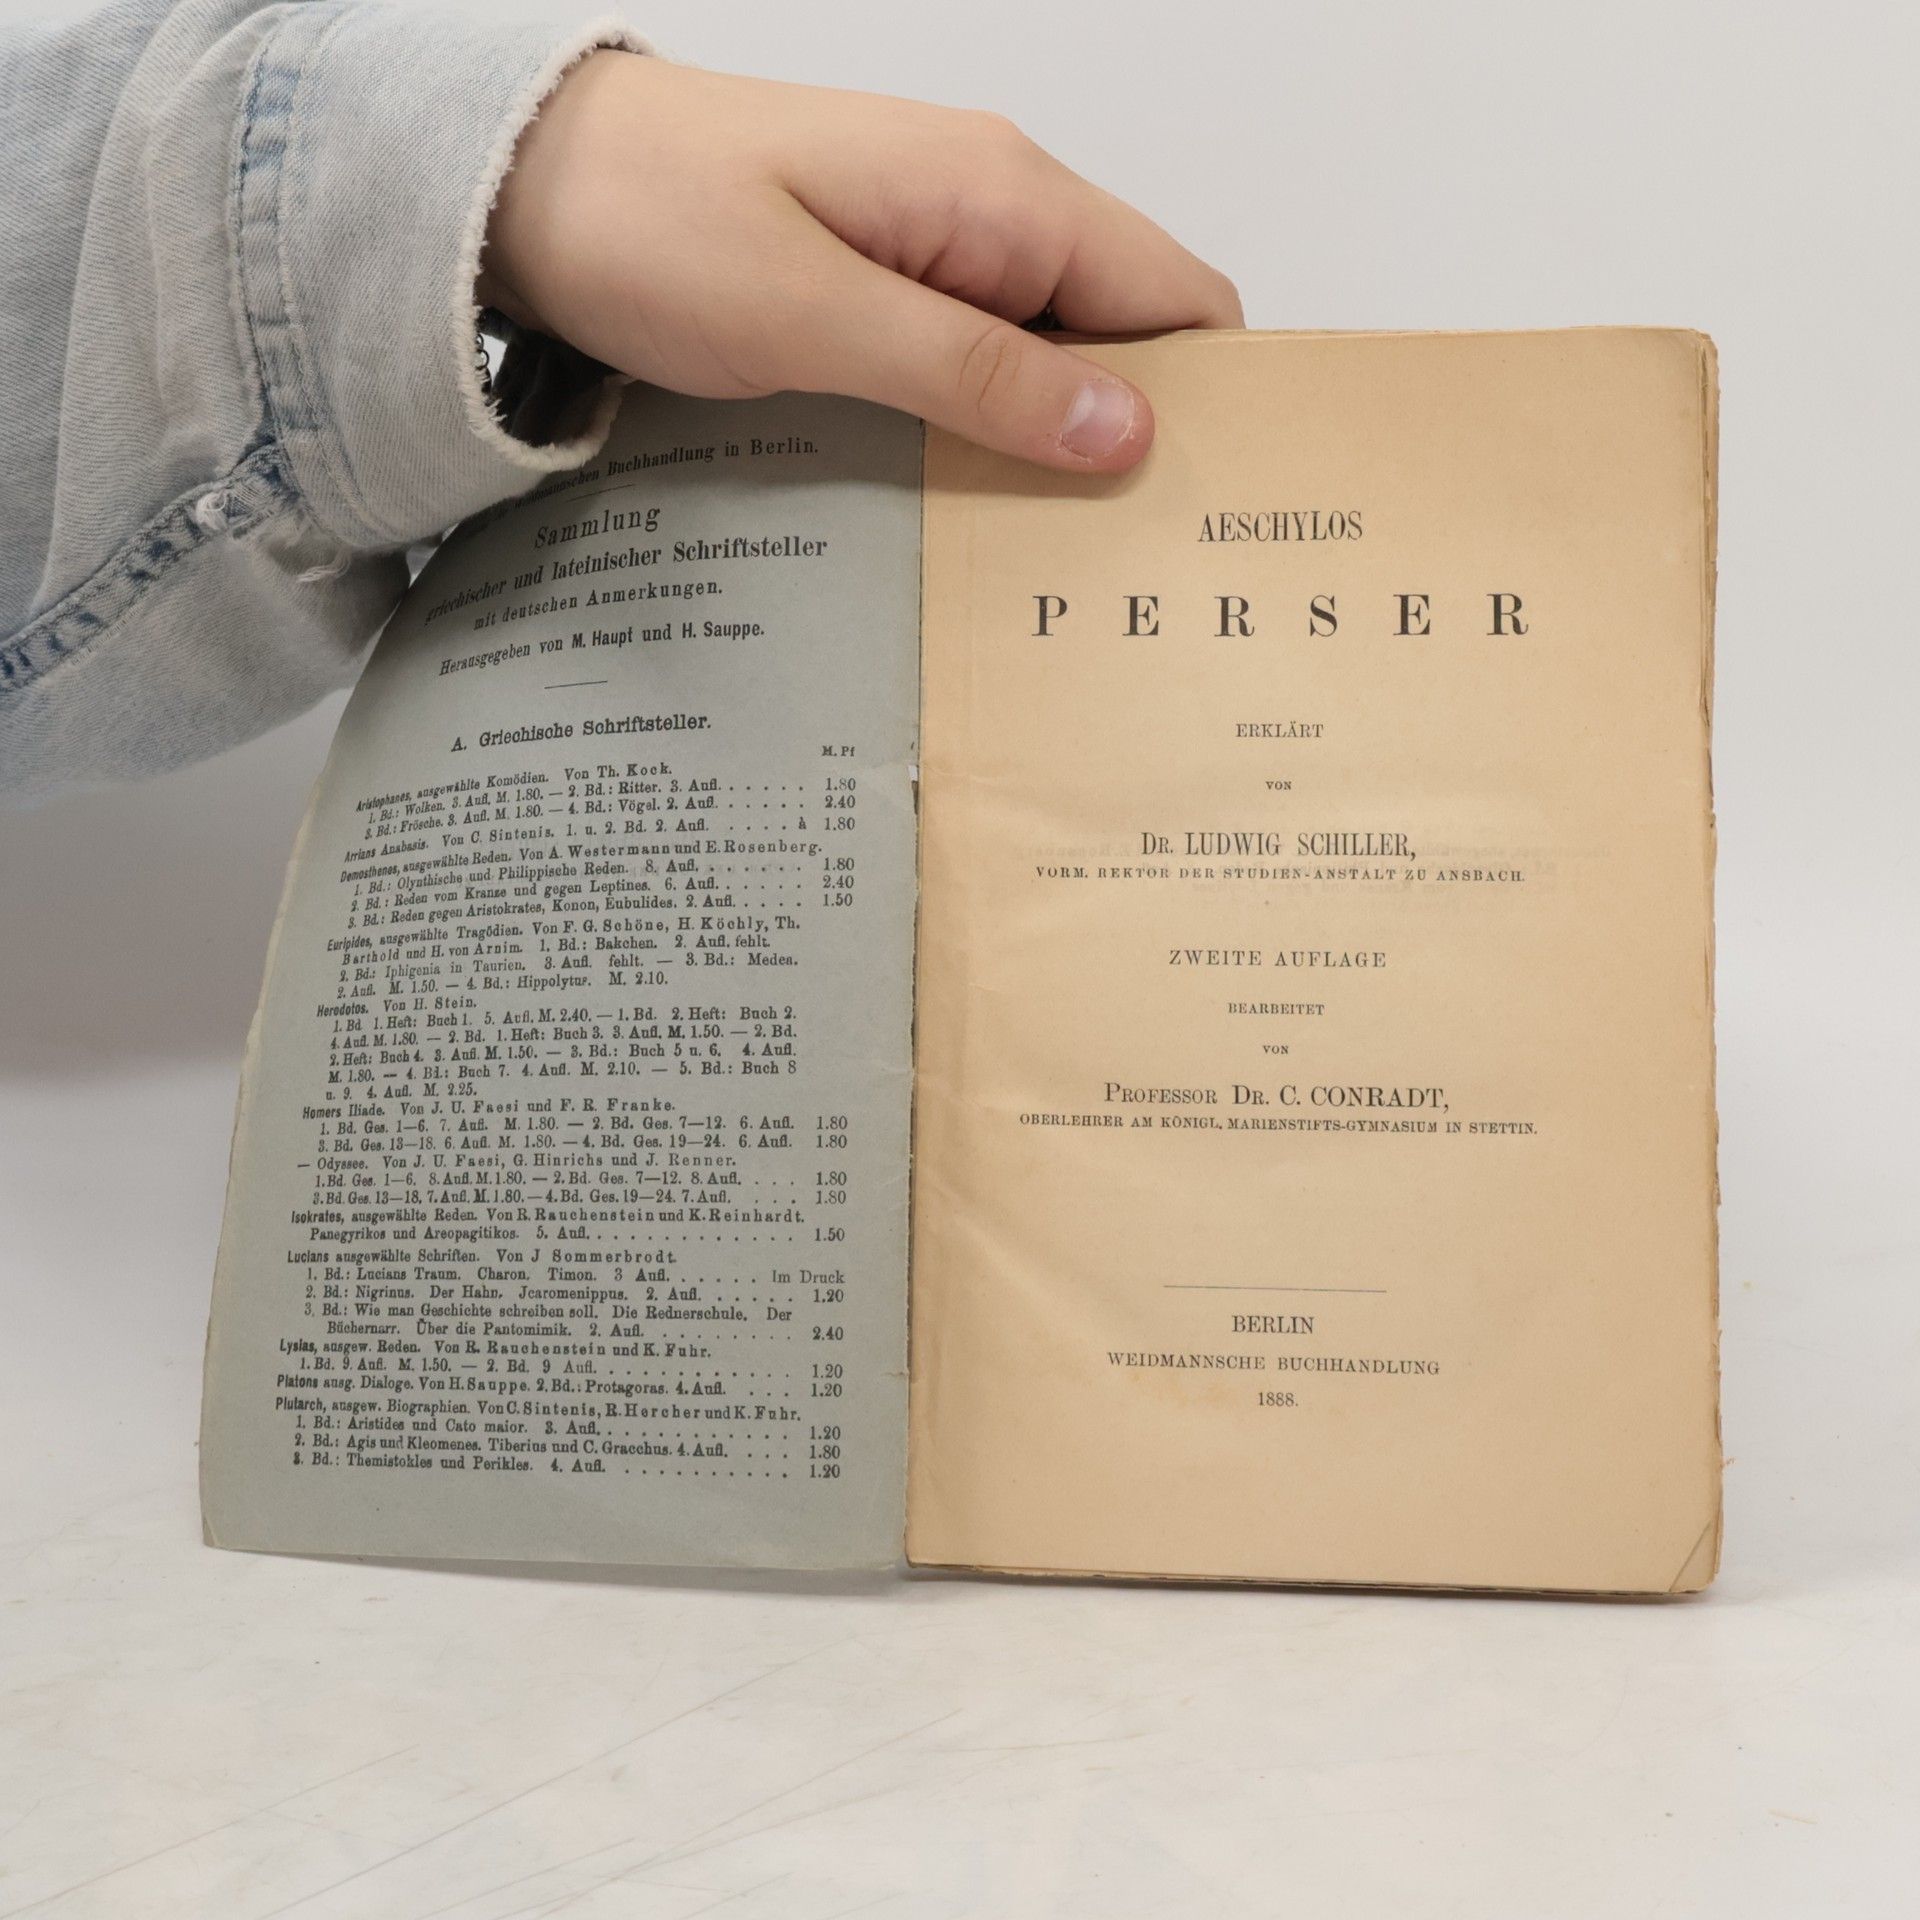 Weidmannschen Buchhandlung in Berlin.
Sammlung
griechischer und lateinischer Schriftsteller
mit deutschen Anmerkungen.
Herausgegeben von M. Haupt und H. Sauppe.
A. Griechische Schriftsteller.
M. Pf
Aristophanes, ausgewählte Komödien. Von Th. Kock.
1. Bd.: Wolken. 3. Aufl. M. 1.80. — 2. Bd.: Ritter. 3. Aufl. . . . . . 1.80
3. Bd.: Frösche. 3. Aufl. M. 1.80. — 4. Bd.: Vögel. 2. Aufl. . . . . . . 2.40
Arrians Anabasis. Von C. Sintenis. 1. u. 2. Bd. 2. Aufl. . . . . à 1.80
Demosthenes, ausgewählte Reden. Von A. Westermann und E. Rosenberg.
1. Bd.: Olynthische und Philippische Reden. 8. Aufl. . . . . . . 1.80
2. Bd.: Reden vom Kranze und gegen Leptines. 6. Aufl. . . . . . 2.40
3. Bd.: Reden gegen Aristokrates, Konon, Eubulides. 2. Aufl. . . . . 1.50
Euripides, ausgewählte Tragödien. Von F. G. Schöne, H. Köchly, Th.
Barthold und H. von Arnim. 1. Bd.: Bakchen. 2. Aufl. fehlt.
2. Bd.: Iphigenia in Taurien. 3. Aufl. fehlt. — 3. Bd.: Medea.
2. Aufl. M. 1.50. — 4. Bd.: Hippolytus. M. 2.10.
Herodotos. Von H. Stein.
1. Bd 1. Heft: Buch 1. 5. Aufl. M. 2.40. — 1. Bd. 2. Heft: Buch 2.
4. Aufl. M. 1.80. — 2. Bd. 1. Heft: Buch 3. 3. Aufl. M. 1.50. — 2. Bd.
2. Heft: Buch 4. 3. Aufl. M. 1.50. — 3. Bd.: Buch 5 u. 6. 4. Aufl.
M. 1.80. — 4. Bd.: Buch 7. 4. Aufl. M. 2.10. — 5. Bd.: Buch 8
u. 9. 4. Aufl. M. 2.25.
Homers Iliade. Von J. U. Faesi und F. R. Franke.
1. Bd. Ges. 1—6. 7. Aufl. M. 1.80. — 2. Bd. Ges. 7—12. 6. Aufl. 1.80
3. Bd. Ges. 13—18. 6. Aufl. M. 1.80. — 4. Bd. Ges. 19—24. 6. Aufl. 1.80
— Odyssee. Von J. U. Faesi, G. Hinrichs und J. Renner.
1. Bd. Ges. 1—6. 8. Aufl. M. 1.80. — 2. Bd. Ges. 7—12. 8. Aufl. . . . 1.80
3. Bd. Ges. 13—18. 7. Aufl. M. 1.80. — 4. Bd. Ges. 19—24. 7. Aufl. . . . 1.80
Isokrates, ausgewählte Reden. Von R. Rauchenstein und K. Reinhardt.
Panegyrikos und Areopagitikos. 5. Aufl. . . . . . . . . . . . . 1.50
Lucians ausgewählte Schriften. Von J Sommerbrodt.
1. Bd.: Lucians Traum. Charon. Timon. 3 Aufl. . . . . . Im Druck
2. Bd.: Nigrinus. Der Hahn. Jcaromenippus. 2. Aufl. . . . . . 1.20
3. Bd.: Wie man Geschichte schreiben soll. Die Rednerschule. Der
Büchernarr. Über die Pantomimik. 2. Aufl. . . . . . . . . 2.40
Lysias, ausgew. Reden. Von R. Rauchenstein und K. Fuhr.
1. Bd. 9. Aufl. M. 1.50. — 2. Bd. 9 Aufl. . . . . . . . . . . . 1.20
Platons ausg. Dialoge. Von H. Sauppe. 2. Bd.: Protagoras. 4. Aufl. . . . 1.20
Plutarch, ausgew. Biographien. Von C. Sintenis, R. Hercher und K. Fuhr.
1. Bd.: Aristides und Cato maior. 3. Aufl. . . . . . . . . . . . 1.20
2. Bd.: Agis und Kleomenes. Tiberius und C. Gracchus. 4. Aufl. . . . 1.80
3. Bd.: Themistokles und Perikles. 4. Aufl. . . . . . . . . . . 1.20
AESCHYLOS
PERSER
ERKLÄRT
VON
DR. LUDWIG SCHILLER,
VORM. REKTOR DER STUDIEN-ANSTALT ZU ANSBACH.
ZWEITE AUFLAGE
BEARBEITET
VON
PROFESSOR DR. C. CONRADT,
OBERLEHRER AM KÖNIGL. MARIENSTIFTS-GYMNASIUM IN STETTIN.
BERLIN
WEIDMANNSCHE BUCHHANDLUNG
1888.